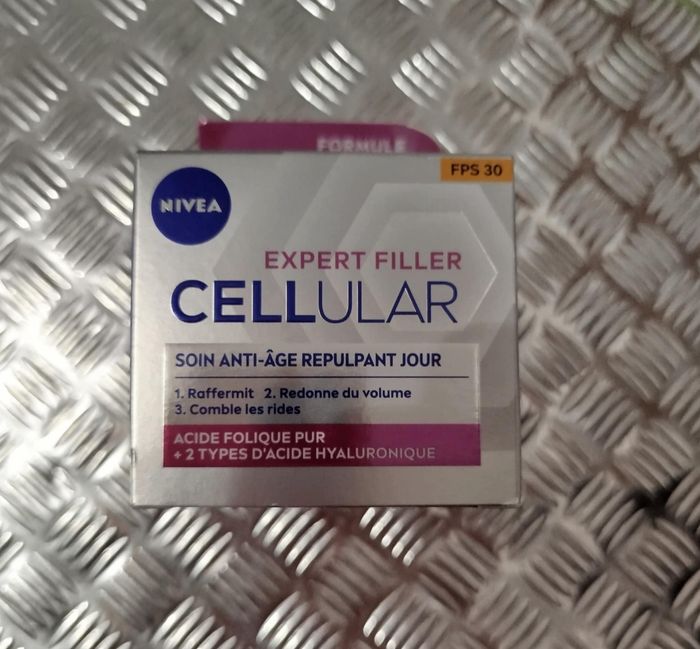 FORMULE
FPS 30
NIVEA
EXPERT FILLER
CELLULAR
SOIN ANTI-ÂGE REPULPANT JOUR
1. Raffermit 2. Redonne du volume
3. Comble les rides
ACIDE FOLIQUE PUR
+ 2 TYPES D'ACIDE HYALURONIQUE